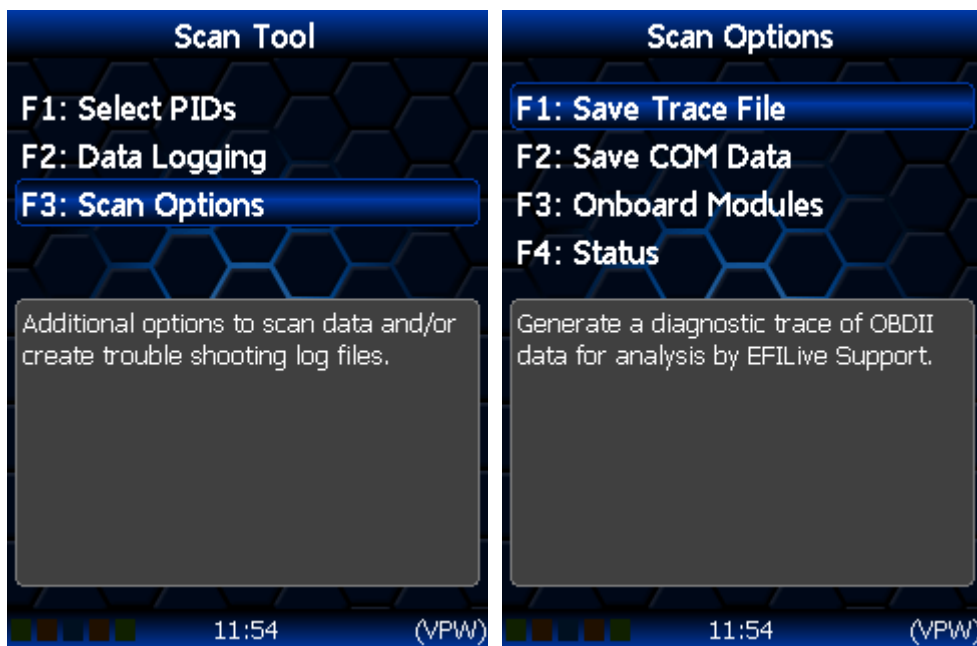 Scan Tool
F1: Select PIDs
F2: Data Logging
F3: Scan Options
Additional options to scan data and/or
create trouble shooting log files.
11:54 (VPW)
Scan Options
F1: Save Trace File
F2: Save COM Data
F3: Onboard Modules
F4: Status
Generate a diagnostic trace of OBDII
data for analysis by EFILive Support.
11:54 (VPW)